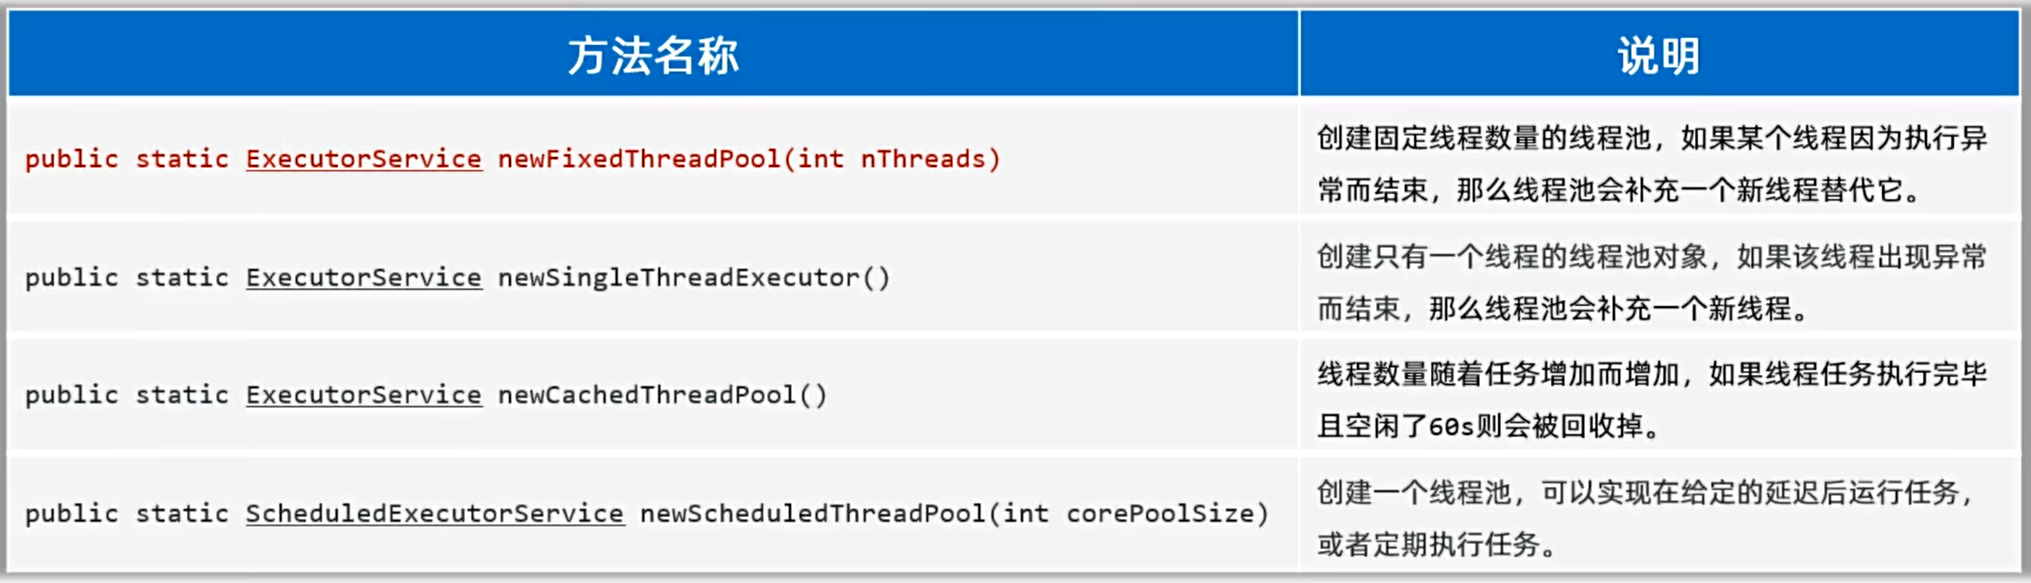 方法名称
说明
public static ExecutorService newFixedThreadPool(int nThreads)
创建固定线程数量的线程池，如果某个线程因为执行异
常而结束，那么线程池会补充一个新线程替代它。
public static ExecutorService newSingleThreadExecutor()
创建只有一个线程的线程池对象，如果该线程出现异常
而结束，那么线程池会补充一个新线程。
public static ExecutorService newCachedThreadPool()
线程数量随着任务增加而增加，如果线程任务执行完毕
且空闲了60s则会被回收掉。
public static ScheduledExecutorService newScheduledThreadPool(int corePoolSize)
创建一个线程池，可以实现在给定的延迟后运行任务，
或者定期执行任务。